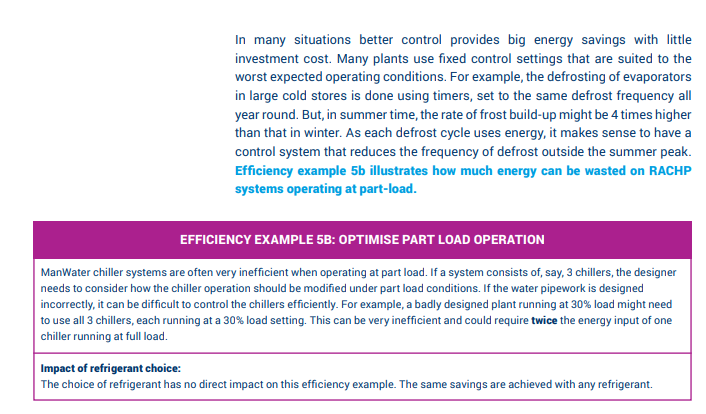 In many situations better control provides big energy savings with little
investment cost. Many plants use fixed control settings that are suited to the
worst expected operating conditions. For example, the defrosting of evaporators
in large cold stores is done using timers, set to the same defrost frequency all
year round. But, in summer time, the rate of frost build-up might be 4 times higher
than that in winter. As each defrost cycle uses energy, it makes sense to have a
control system that reduces the frequency of defrost outside the summer peak.
Efficiency example 5b illustrates how much energy can be wasted on RACHP
systems operating at part-load.
EFFICIENCY EXAMPLE 5B: OPTIMISE PART LOAD OPERATION
ManWater chiller systems are often very inefficient when operating at part load. If a system consists of, say, 3 chillers, the designer
needs to consider how the chiller operation should be modified under part load conditions. If the water pipework is designed
incorrectly, it can be difficult to control the chillers efficiently. For example, a badly designed plant running at 30% load might need
to use all 3 chillers, each running at a 30% load setting. This can be very inefficient and could require twice the energy input of one
chiller running at full load.
Impact of refrigerant choice:
The choice of refrigerant has no direct impact on this efficiency example. The same savings are achieved with any refrigerant.